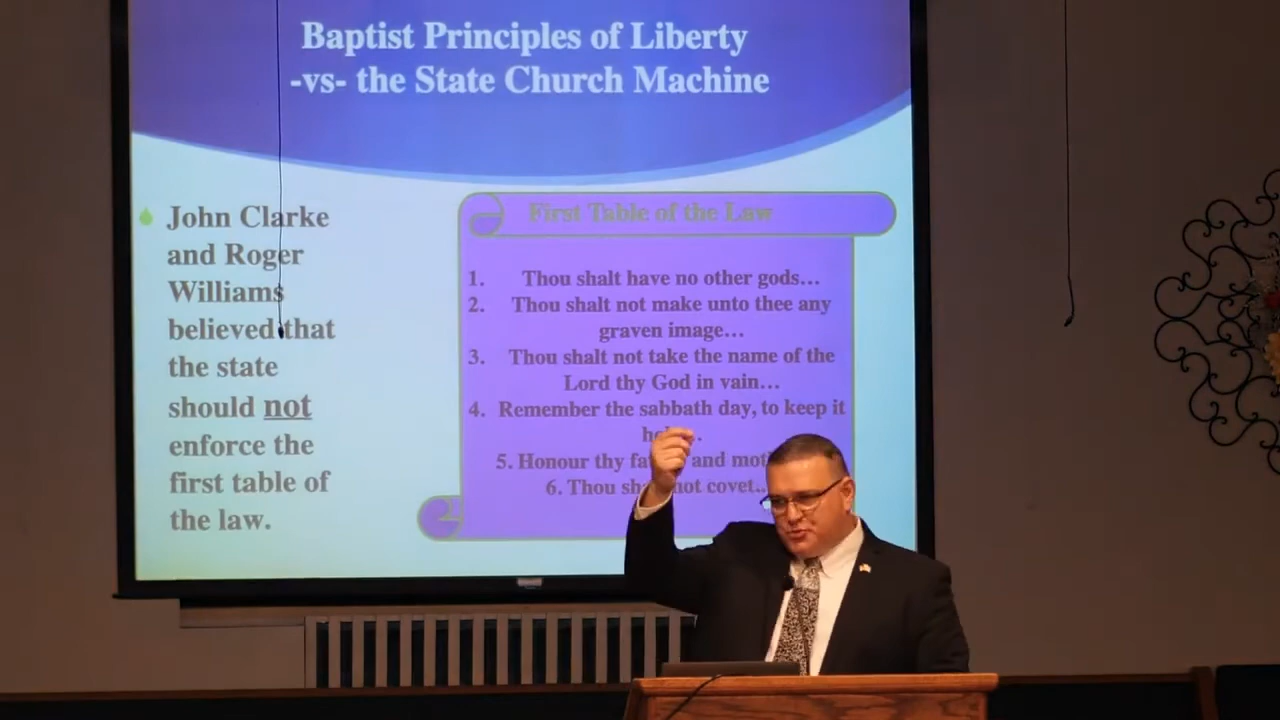 Baptist Principles of Liberty
-vs- the State Church Machine
John Clarke
and Roger
Williams
believed that
the state
should not
enforce the
first table of
the law.
First Table of the Law
1. Thou shalt have no other gods...
2. Thou shalt not make unto thee any
graven image...
3. Thou shalt not take the name of the
Lord thy God in vain...
4. Remember the sabbath day, to keep it
5. Honour thy and
6. Thou not covet...